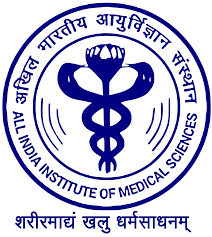 अखिल भारतीय आयुर्विज्ञान संस्थान
ALL INDIA INSTITUTE OF MEDICAL SCIENCES
शरीरमाद्यं खलु धर्मसाधनम्